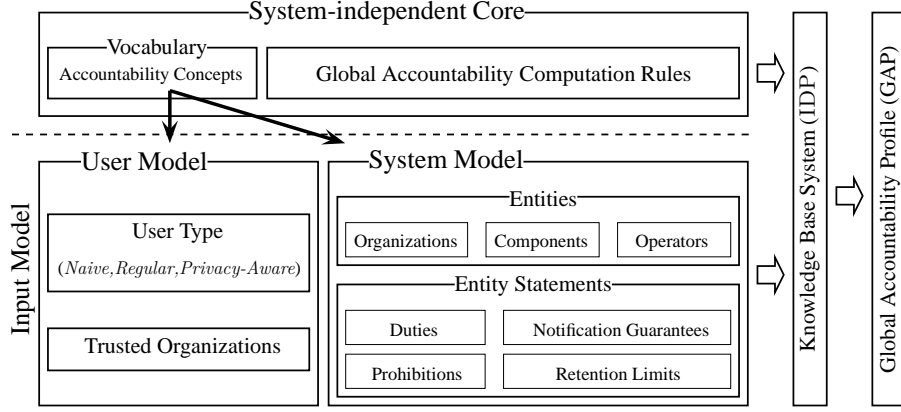 System-independent Core
Vocabulary
Accountability Concepts
Global Accountability Computation Rules
Input Model
User Model
User Type
(Naive,Regular,Privacy-Aware)
Trusted Organizations
System Model
Entities
Organizations
Components
Operators
Entity Statements
Duties
Notification Guarantees
Prohibitions
Retention Limits
Knowledge Base System (IDP)
Global Accountability Profile (GAP)